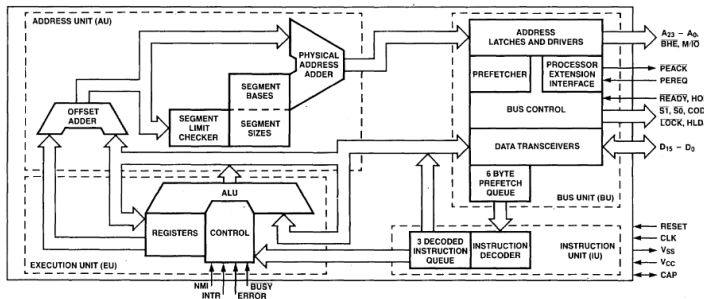 ADDRESS UNIT (AU)
PHYSICAL
ADDRESS
ADDER
OFFSET
ADDER
SEGMENT
BASES
SEGMENT
LIMIT
CHECKER
SEGMENT
SIZES
ADDRESS
LATCHES AND DRIVERS
PREFETCHER
PROCESSOR
EXTENSION
INTERFACE
BUS CONTROL
DATA TRANSCEIVERS
6 BYTE
PREFETCH
QUEUE
BUS UNIT (BU)
A23 – A0,
BHE, M/IO
PEACK
PEREQ
READY, HO
S1, S0, COD
LOCK, HLD
D15 – D0
ALU
REGISTERS
CONTROL
EXECUTION UNIT (EU)
NMI
INTR
BUSY
ERROR
3 DECODED
INSTRUCTION
QUEUE
INSTRUCTION
DECODER
INSTRUCTION
UNIT (IU)
RESET
CLK
VSS
VCC
CAP